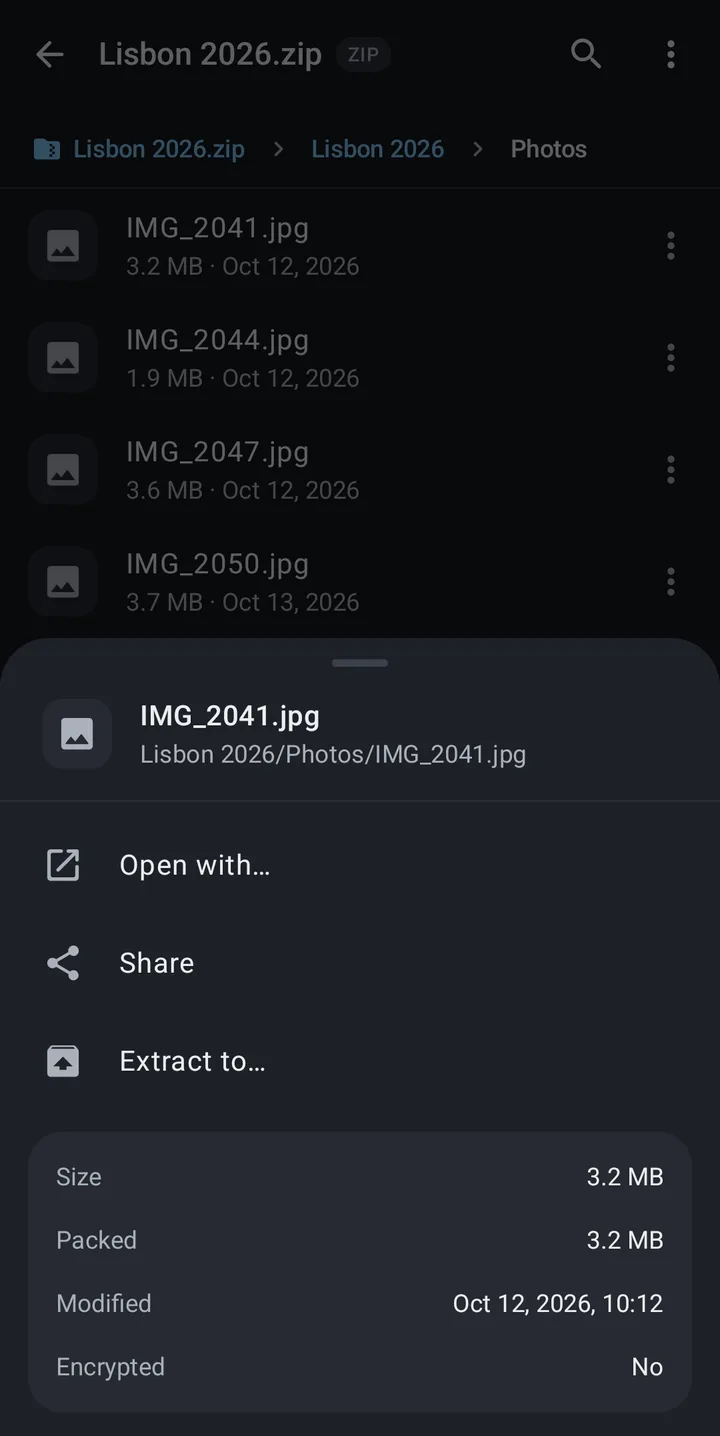 Lisbon 2026.zip ZIP
Lisbon 2026.zip > Lisbon 2026 > Photos
IMG_2041.jpg
3.2 MB · Oct 12, 2026
IMG_2044.jpg
1.9 MB · Oct 12, 2026
IMG_2047.jpg
3.6 MB · Oct 12, 2026
IMG_2050.jpg
3.7 MB · Oct 13, 2026
IMG_2041.jpg
Lisbon 2026/Photos/IMG_2041.jpg
Open with…
Share
Extract to…
Size 3.2 MB
Packed 3.2 MB
Modified Oct 12, 2026, 10:12
Encrypted No